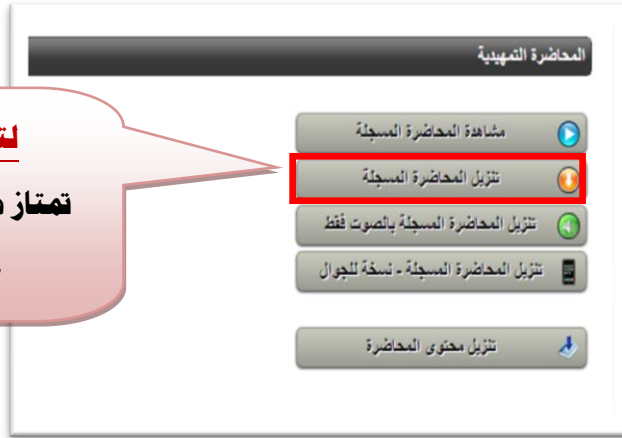 المحاضرة التمهيدية
مشاهدة المحاضرة المسجلة
تنزيل المحاضرة المسجلة
تمتاز
تنزيل المحاضرة المسجلة بالصوت فقط
تنزيل المحاضرة المسجلة - نسخة للجوال
تنزيل محتوى المحاضرة